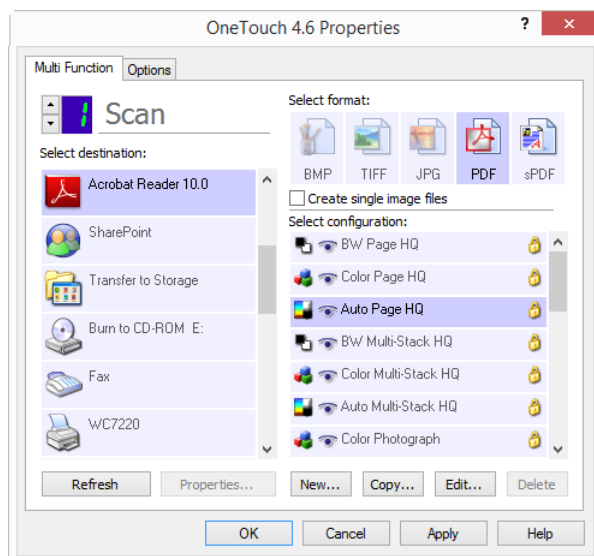 OneTouch 4.6 Properties
?
Multi Function
Options
1
Scan
Select destination:
Acrobat Reader 10.0
SharePoint
Transfer to Storage
Burn to CD-ROM E:
Fax
WC7220
Refresh
Properties...
Select format:
BMP
TIFF
JPG
PDF
sPDF
Create single image files
Select configuration:
BW Page HQ
Color Page HQ
Auto Page HQ
BW Multi-Stack HQ
Color Multi-Stack HQ
Auto Multi-Stack HQ
Color Photograph
New...
Copy...
Edit...
Delete
OK
Cancel
Apply
Help